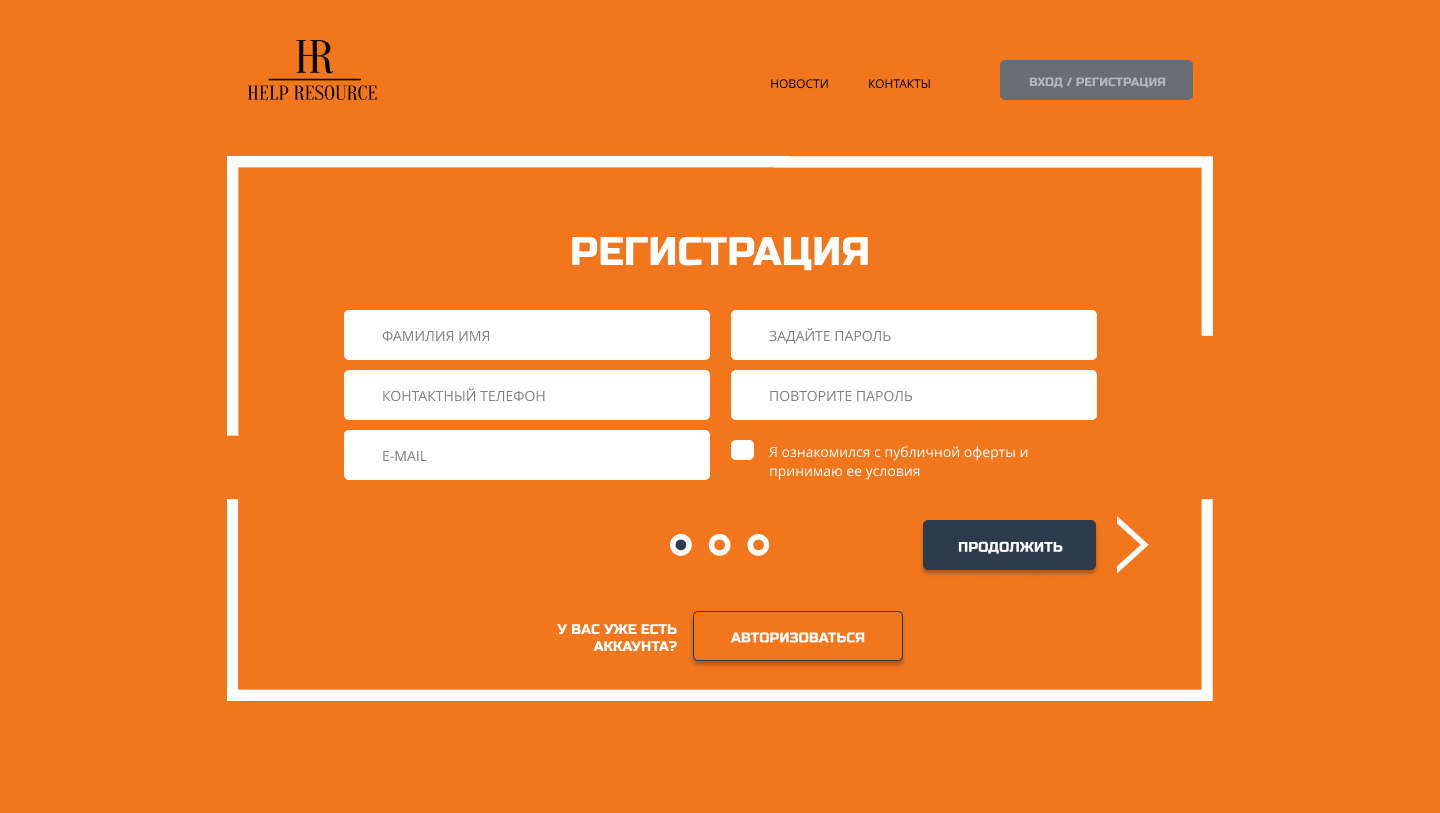 HR
HELP RESOURCE
НОВОСТИ
КОНТАКТЫ
ВХОД / РЕГИСТРАЦИЯ
РЕГИСТРАЦИЯ
ФАМИЛИЯ ИМЯ
ЗАДАЙТЕ ПАРОЛЬ
КОНТАКТНЫЙ ТЕЛЕФОН
ПОВТОРИТЕ ПАРОЛЬ
E-MAIL
Я ознакомился с публичной оферты и
принимаю ее условия
ПРОДОЛЖИТЬ
У ВАС УЖЕ ЕСТЬ
АККАУНТА?
АВТОРИЗОВАТЬСЯ